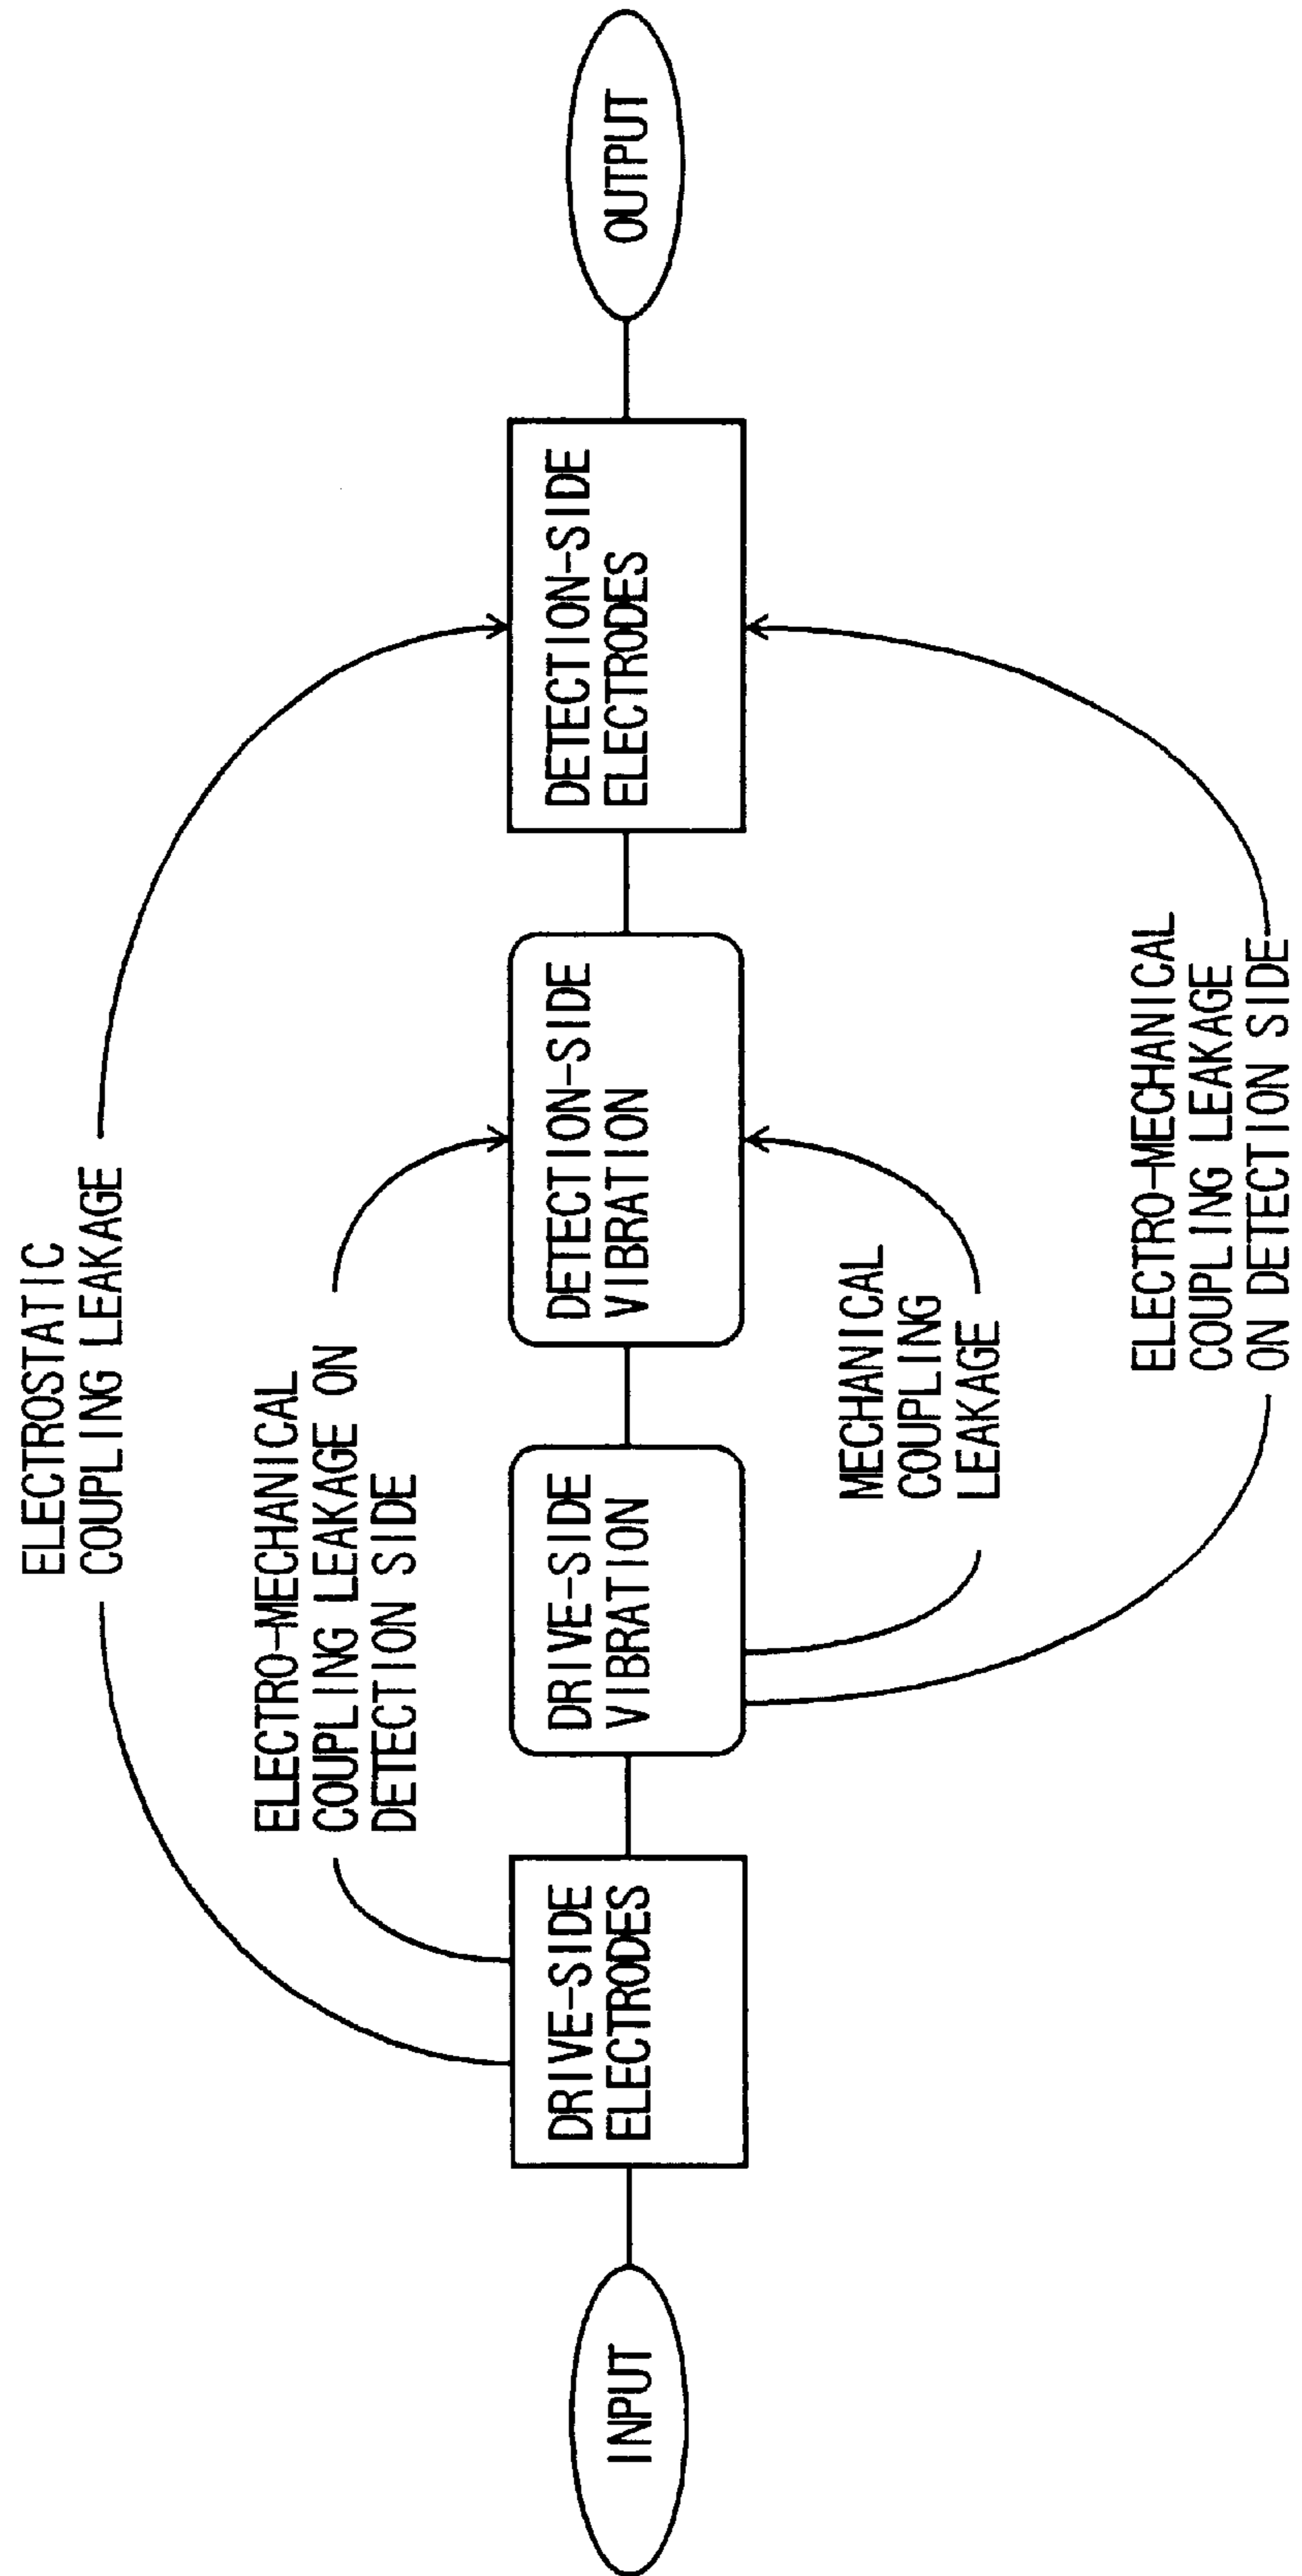 ELECTROSTATIC
COUPLING LEAKAGE
ELECTRO-MECHANICAL
COUPLING LEAKAGE ON
DETECTION SIDE
INPUT
DRIVE-SIDE
ELECTRODES
DRIVE-SIDE
VIBRATION
DETECTION-SIDE
VIBRATION
DETECTION-SIDE
ELECTRODES
OUTPUT
MECHANICAL
COUPLING
LEAKAGE
ELECTRO-MECHANICAL
COUPLING LEAKAGE
ON DETECTION SIDE